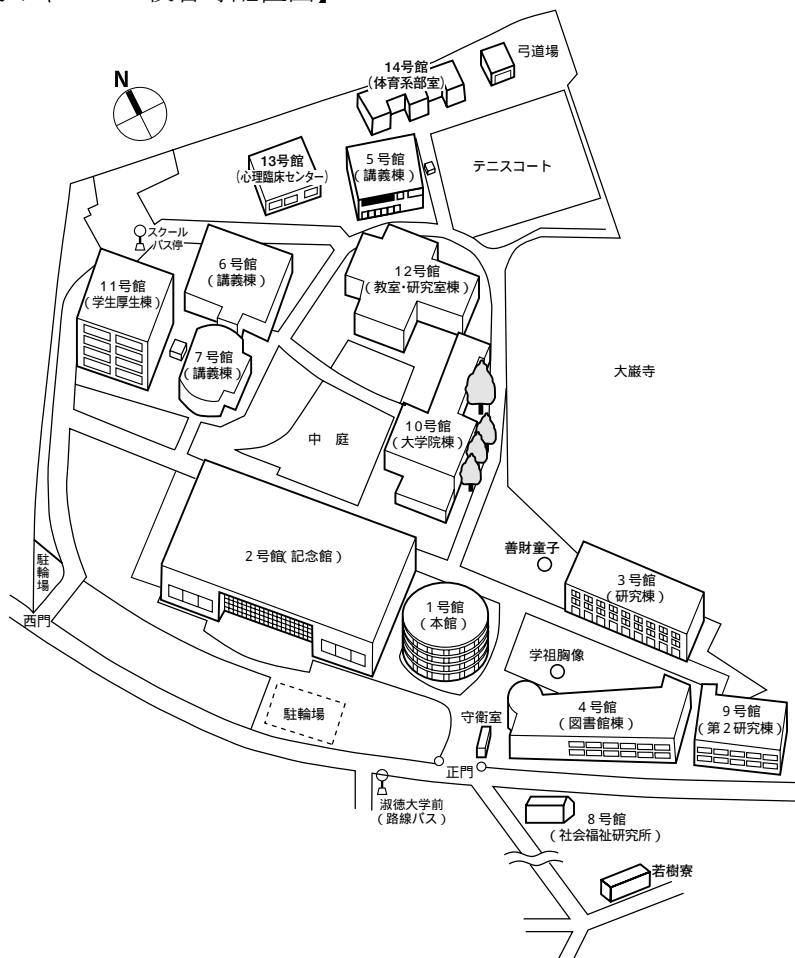 弓道場
14号館
(体育系部室)
N
テニスコート
13号館
(心理臨床センター)
5号館
(講義棟)
スクール
バス停
6号館
(講義棟)
12号館
(教室・研究室棟)
11号館
(学生厚生棟)
7号館
(講義棟)
大巌寺
中庭
10号館
(大学院棟)
2号館(記念館)
善財童子
駐輪場
3号館
(研究棟)
1号館
(本館)
西門
学祖胸像
駐輪場
守衛室
4号館
(図書館棟)
9号館
(第2研究棟)
正門
淑徳大学前
(路線バス)
8号館
(社会福祉研究所)
若樹寮